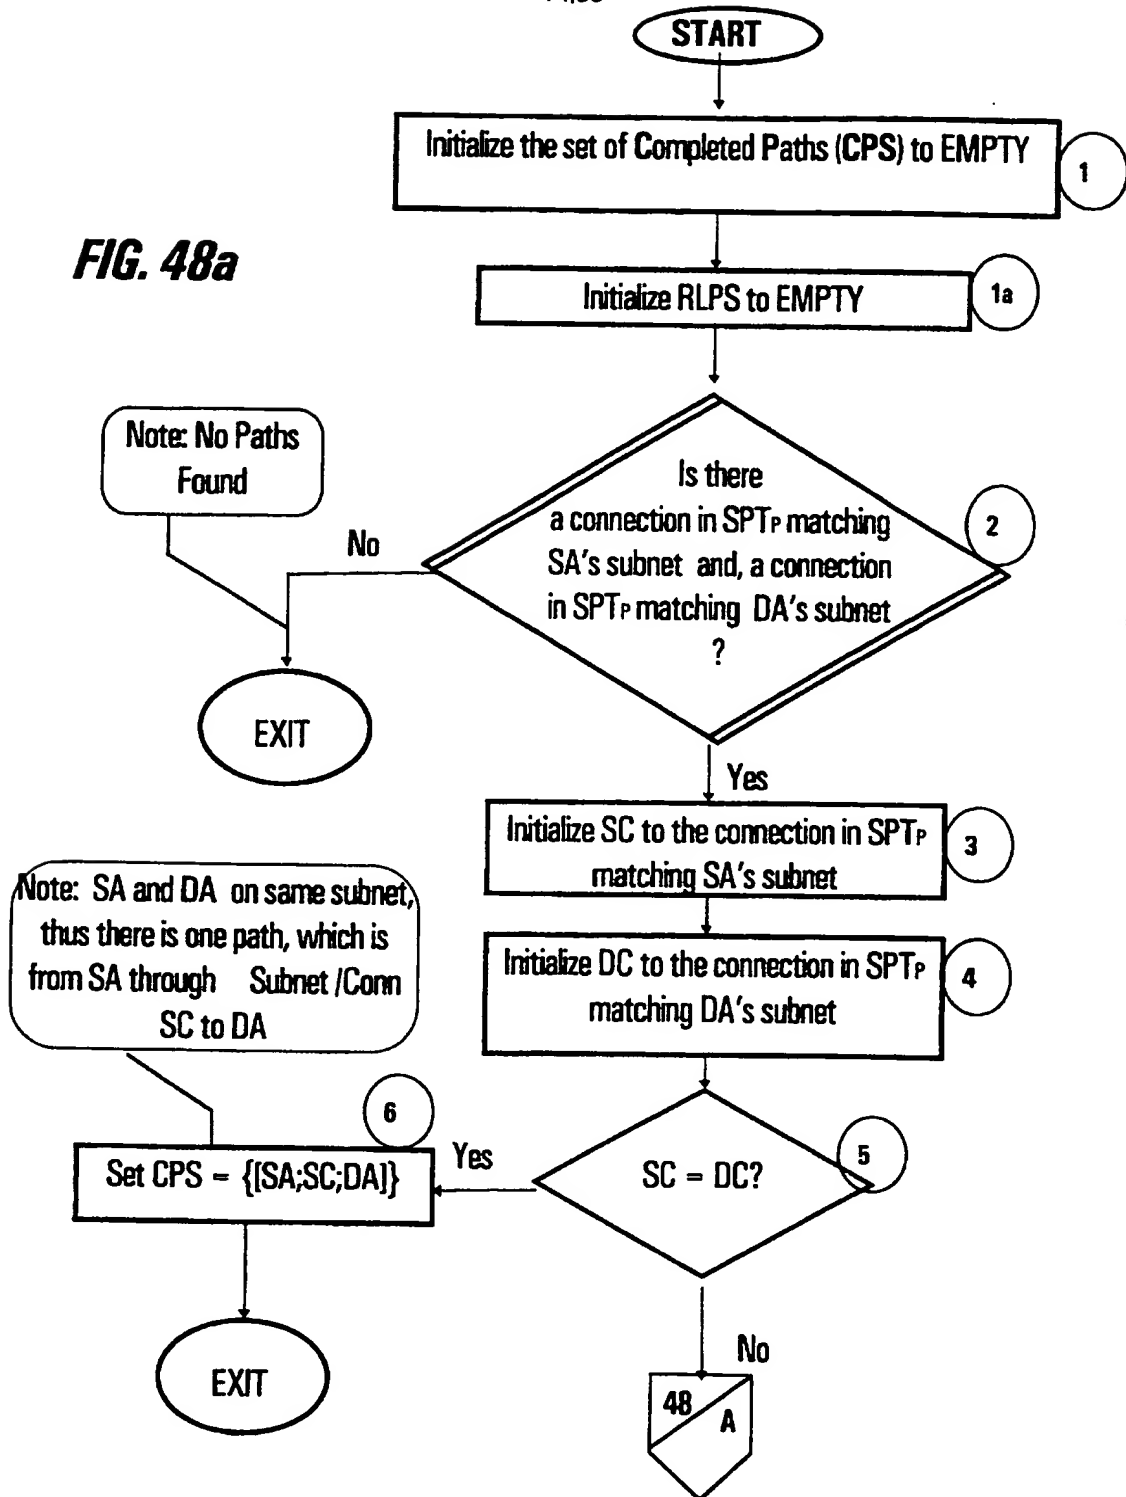 START
Initialize the set of Completed Paths (CPS) to EMPTY
1
FIG. 48a
Initialize RLPS to EMPTY
1a
Note: No Paths
Found
Is there
a connection in SPTP matching
SA's subnet and, a connection
in SPTP matching DA's subnet
?
2
No
EXIT
Yes
Initialize SC to the connection in SPTP
matching SA's subnet
3
Note: SA and DA on same subnet,
thus there is one path, which is
from SA through Subnet /Conn
SC to DA
Initialize DC to the connection in SPTP
matching DA's subnet
4
6
Set CPS = {[SA;SC;DA]}
Yes
SC = DC?
5
EXIT
No
48
A